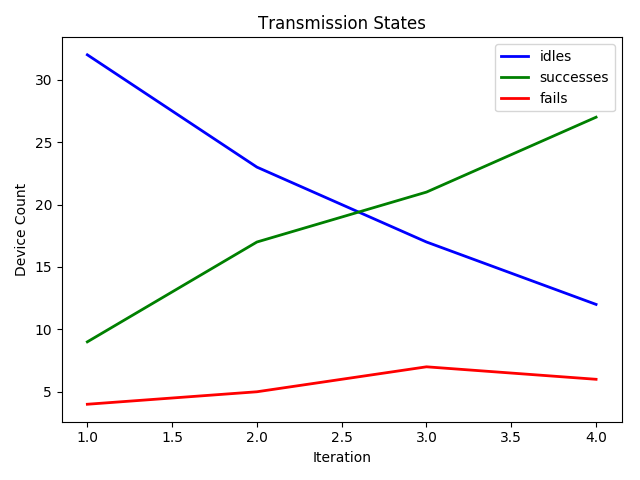 Transmission States
idles
successes
fails
Device Count
30
25
20
15
10
5
1.0 1.5 2.0 2.5 3.0 3.5 4.0
Iteration